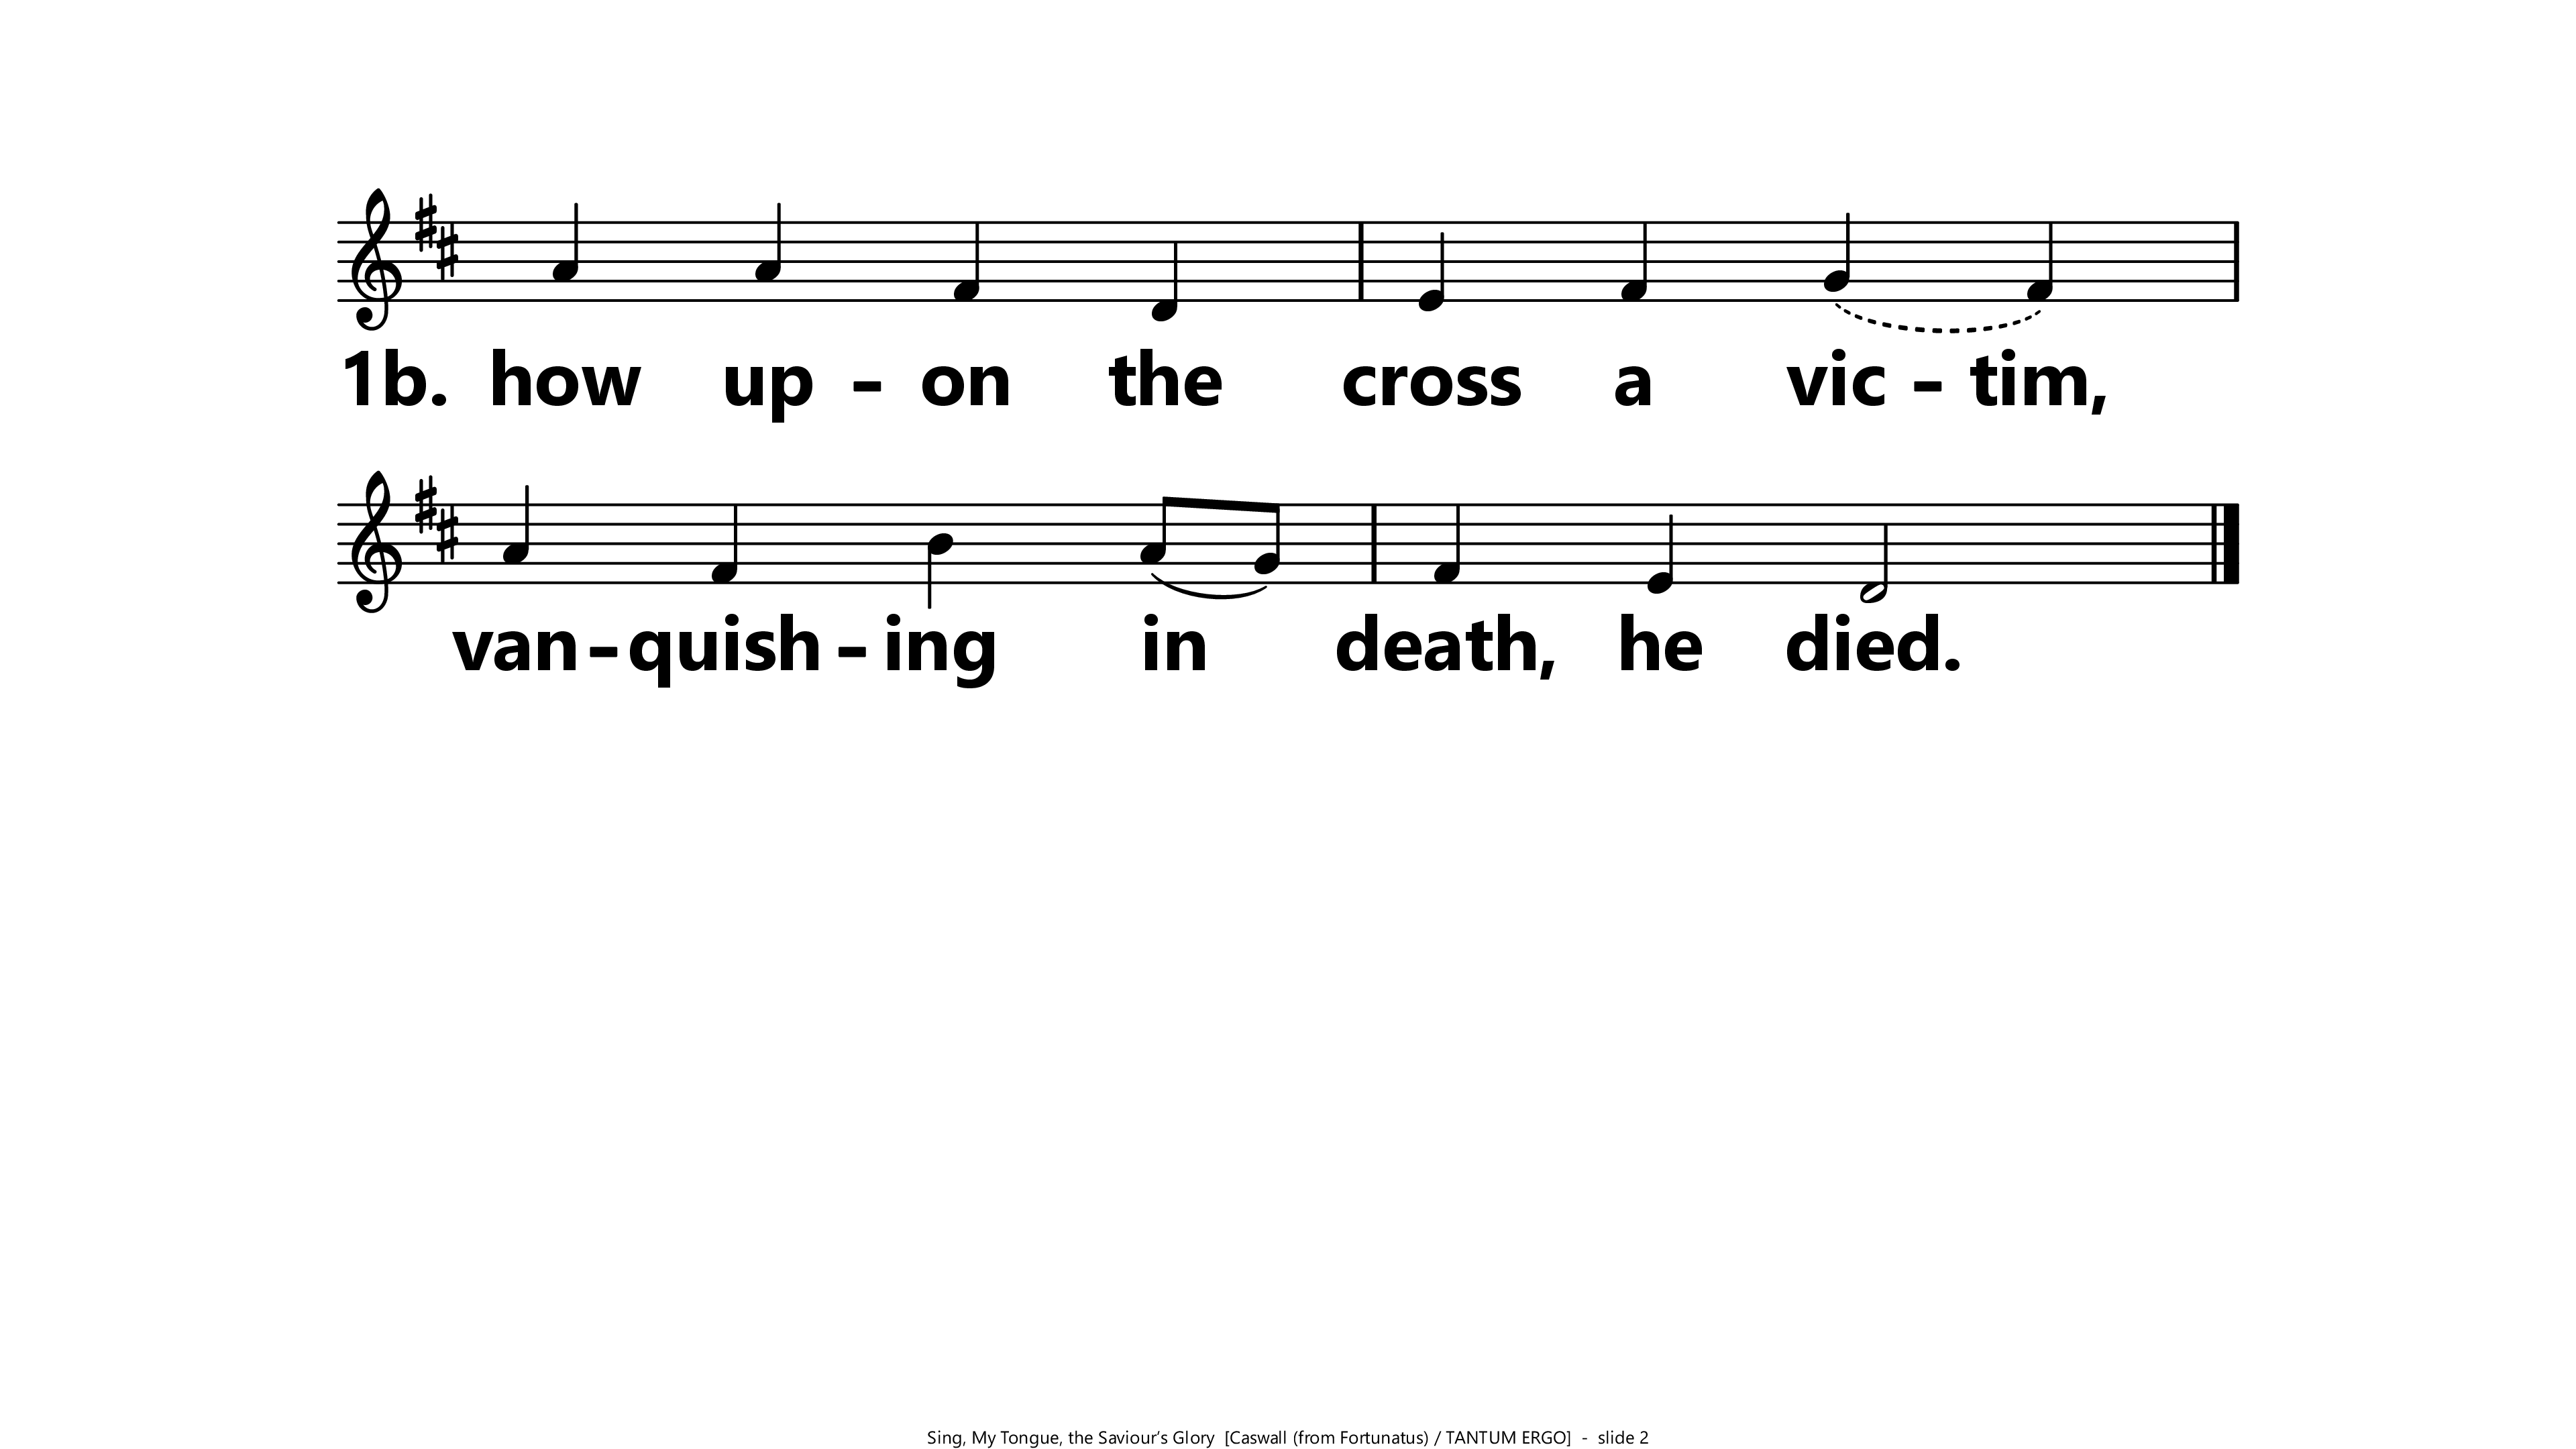 1b. how up - on the cross a vic - tim,
van - quish - ing in death, he died.
Sing, My Tongue, the Saviour’s Glory [Caswall (from Fortunatus) / TANTUM ERGO] - slide 2